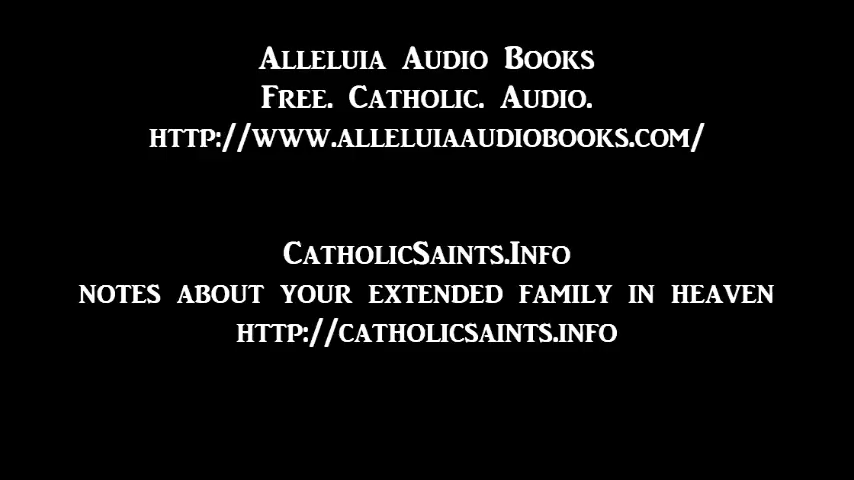 Alleluia Audio Books
Free. Catholic. Audio.
http://www.alleluiaaudiobooks.com/
CatholicSaints.Info
notes about your extended family in heaven
http://catholicsaints.info